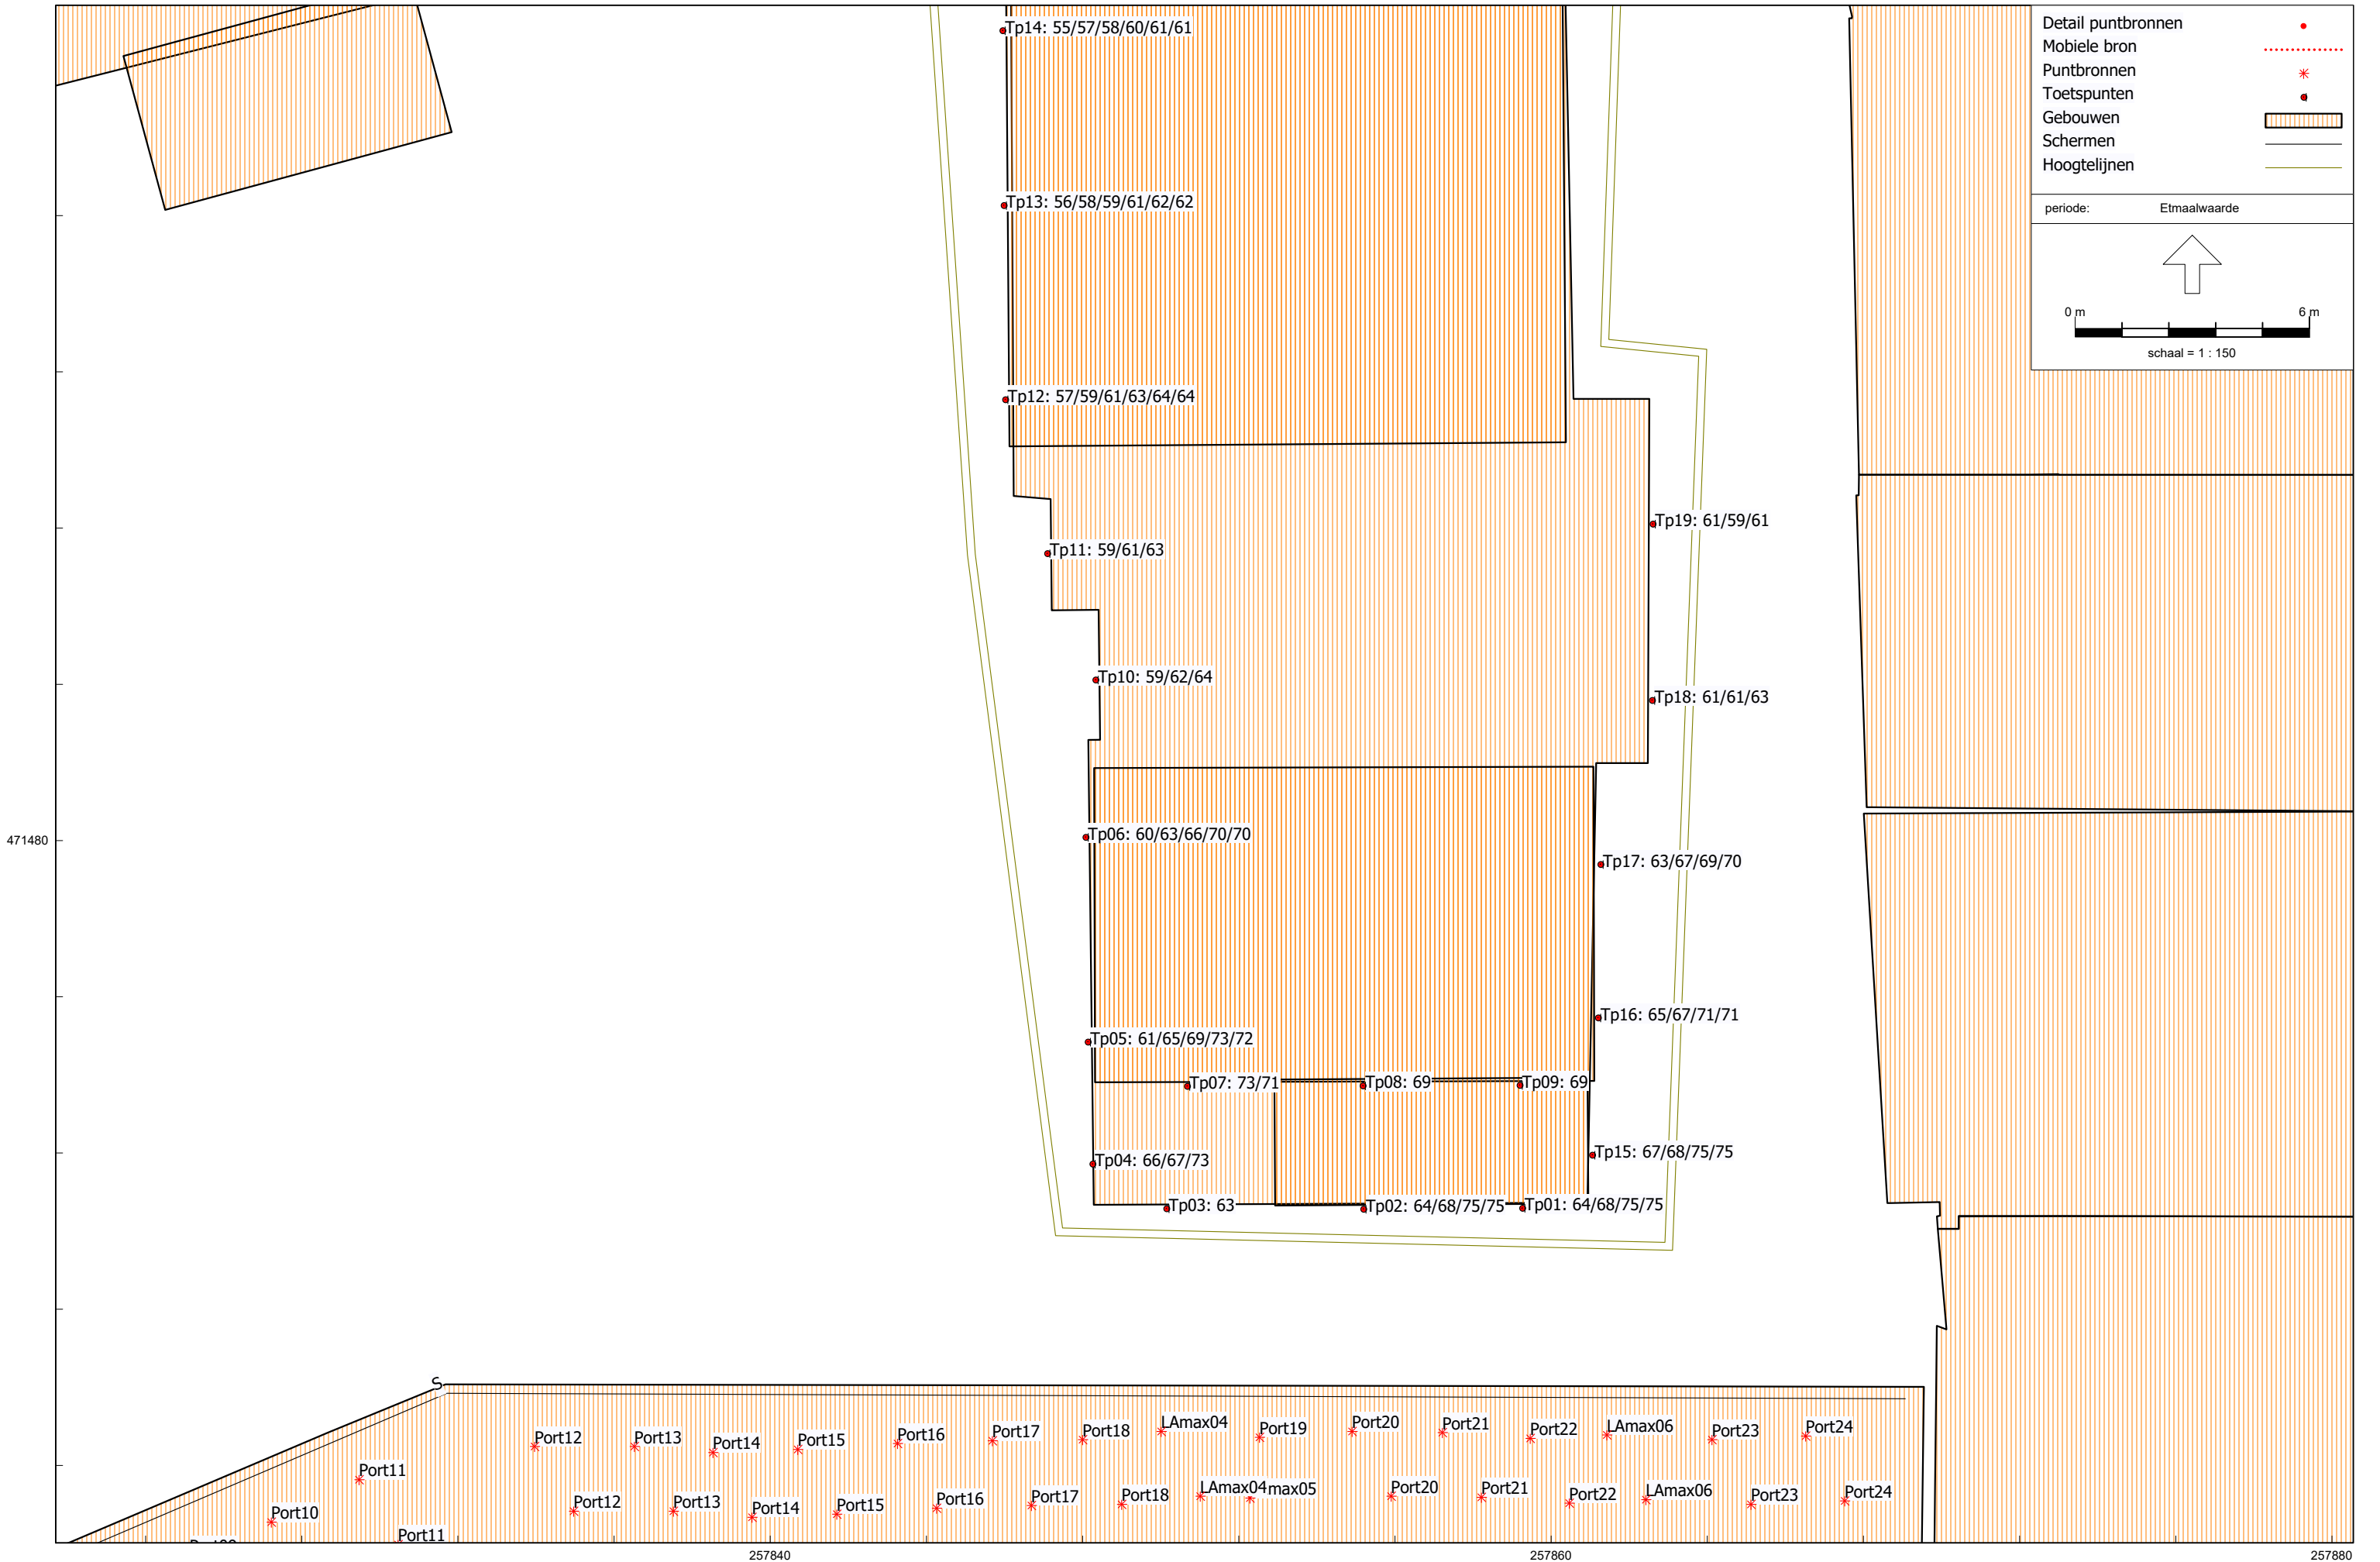 Tp14: 55/57/58/60/61/61
Detail puntbronnen
Mobiele bron
Puntbronnen
Toetspunten
Gebouwen
Schermen
Hoogtelijnen
periode: Etmaalwaarde
0 m 6 m
schaal = 1 : 150
Tp13: 56/58/59/61/62/62
Tp12: 57/59/61/63/64/64
Tp19: 61/59/61
Tp11: 59/61/63
Tp10: 59/62/64
Tp18: 61/61/63
471480
Tp06: 60/63/66/70/70
Tp17: 63/67/69/70
Tp16: 65/67/71/71
Tp05: 61/65/69/73/72
Tp07: 73/71
Tp08: 69
Tp09: 69
Tp15: 67/68/75/75
Tp04: 66/67/73
Tp03: 63
Tp02: 64/68/75/75
Tp01: 64/68/75/75
S
Port12 Port13 Port14 Port15 Port16 Port17 Port18 LAmax04 Port19 Port20 Port21 Port22 LAmax06 Port23 Port24
Port11
Port10
Port12 Port13 Port14 Port15 Port16 Port17 Port18 LAmax04 max05 Port20 Port21 Port22 LAmax06 Port23 Port24
Port11
257840 257860 257880